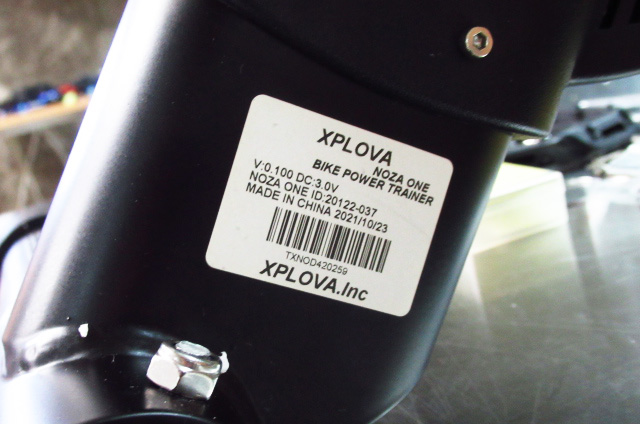 XPLOVA
NOZA ONE
BIKE POWER TRAINER
V:0.100 DC:3.0V
NOZA ONE ID:20122-037
MADE IN CHINA 2021/10/23
TXNOD420259
XPLOVA.Inc